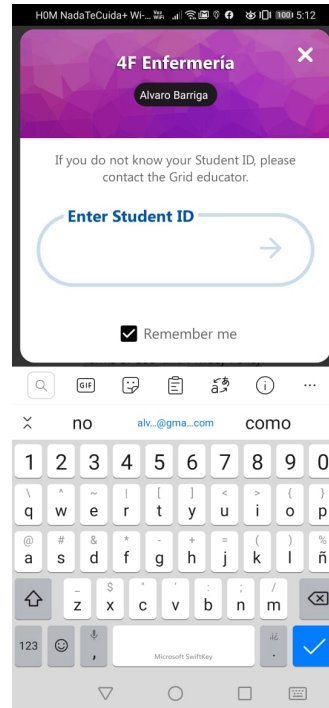 H0M NadaTeCuida+ Wi-... 100 5:12
4F Enfermería
Alvaro Barriga
If you do not know your Student ID, please
contact the Grid educator.
Enter Student ID
Remember me
GIF
no alv...@gma...com como
1 2 3 4 5 6 7 8 9 0
\ ^ ~ | [ ] < > { }
q w e r t y u i o p
@ # & * - + = ( ) %
a s d f g h j k l ñ
_ $ " ' : ; /
z x c v b n m
123 , Microsoft SwiftKey .